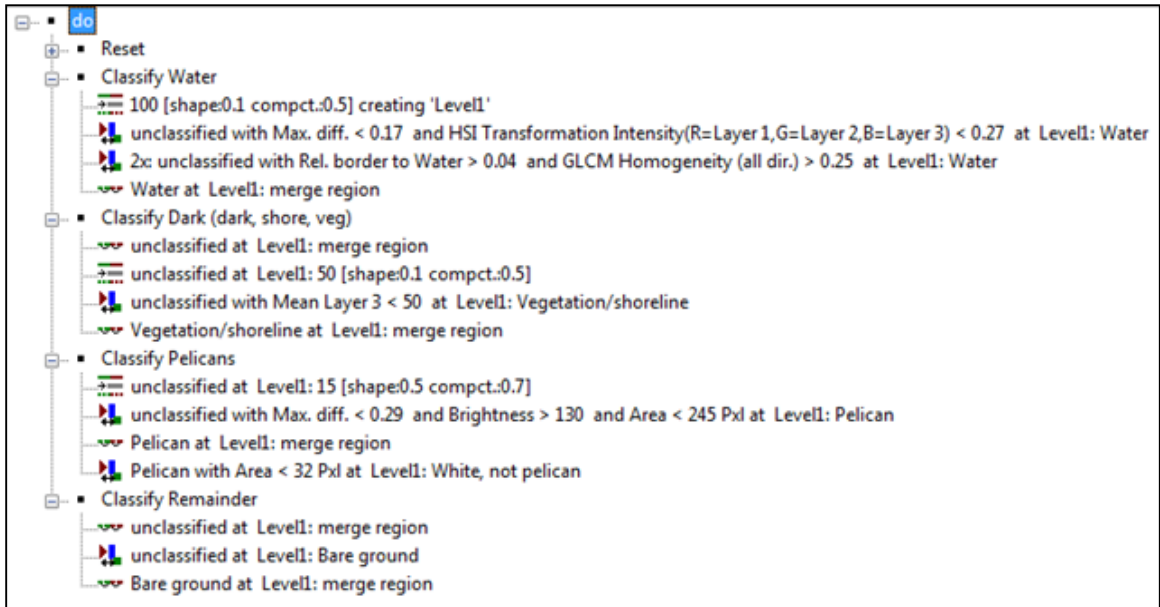 do
Reset
Classify Water
100 [shape:0.1 compct.:0.5] creating 'Level1'
unclassified with Max. diff. < 0.17 and HSI Transformation Intensity(R=Layer 1,G=Layer 2,B=Layer 3) < 0.27 at Level1: Water
2x: unclassified with Rel. border to Water > 0.04 and GLCM Homogeneity (all dir.) > 0.25 at Level1: Water
Water at Level1: merge region
Classify Dark (dark, shore, veg)
unclassified at Level1: merge region
unclassified at Level1: 50 [shape:0.1 compct.:0.5]
unclassified with Mean Layer 3 < 50 at Level1: Vegetation/shoreline
Vegetation/shoreline at Level1: merge region
Classify Pelicans
unclassified at Level1: 15 [shape:0.5 compct.:0.7]
unclassified with Max. diff. < 0.29 and Brightness > 130 and Area < 245 Pxl at Level1: Pelican
Pelican at Level1: merge region
Pelican with Area < 32 Pxl at Level1: White, not pelican
Classify Remainder
unclassified at Level1: merge region
unclassified at Level1: Bare ground
Bare ground at Level1: merge region